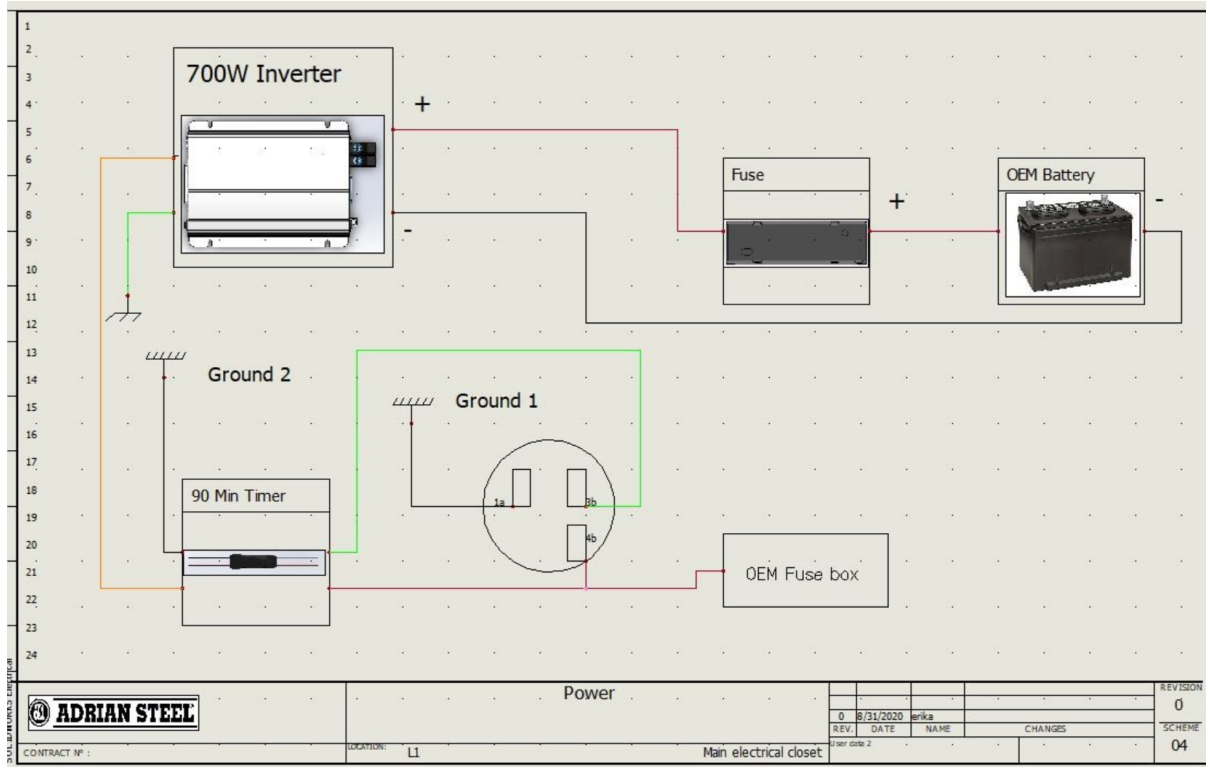 1
2
700W Inverter
3
4
+
5
6
Fuse
OEM Battery
7
+
-
8
-
9
10
11
12
13
Ground 2
14
Ground 1
15
16
17
90 Min Timer
18
1a
3b
19
20
4b
21
OEM Fuse box
22
23
24
SOLIDWORKS Electrical
ADRIAN STEEL
Power
REVISION
0
0 8/31/2020 erika
REV. DATE NAME CHANGES
SCHEME
04
CONTRACT N° :
LOCATION: L1
Main electrical closet
User data 2